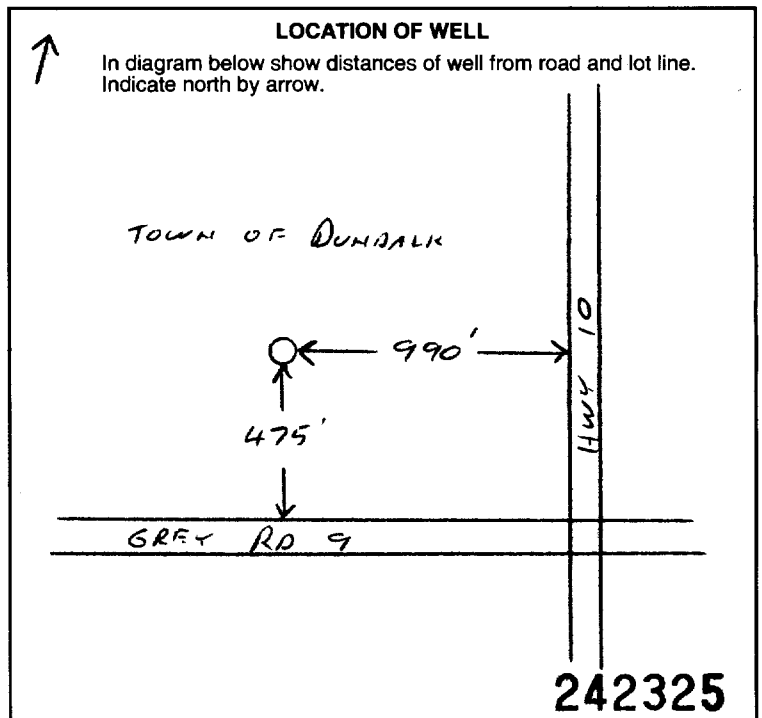 LOCATION OF WELL
In diagram below show distances of well from road and lot line.
Indicate north by arrow.
TOWN OF DUNDALK
990'
HWY 10
475'
GREY RD 9
242325